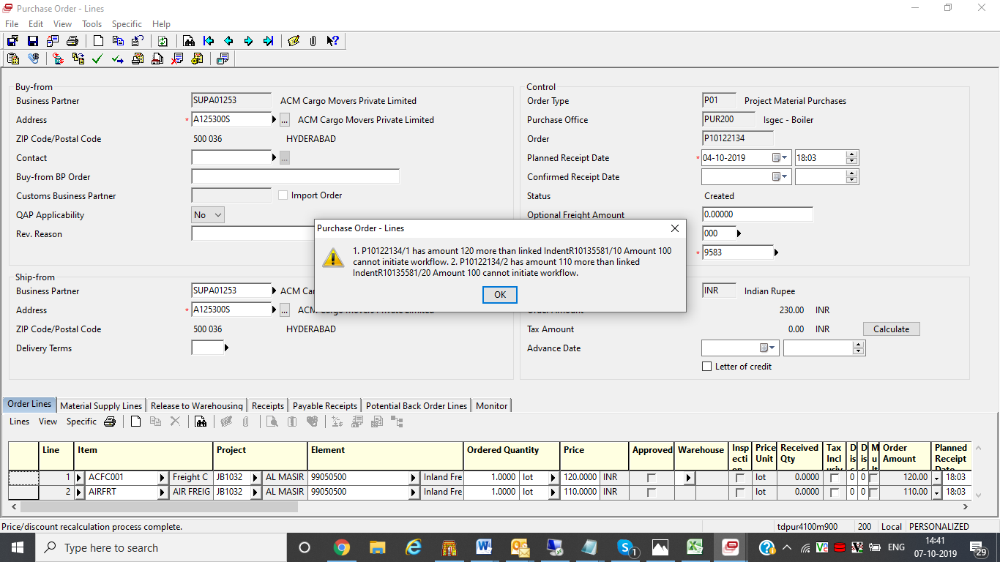 Purchase Order - Lines
File Edit View Tools Specific Help
Buy-from
Business Partner SUPA01253 ACM Cargo Movers Private Limited
Address * A125300S ... ACM Cargo Movers Private Limited
ZIP Code/Postal Code 500 036 HYDERABAD
Contact ...
Buy-from BP Order
Customs Business Partner Import Order
QAP Applicability No
Rev. Reason
Control
Order Type P01 Project Material Purchases
Purchase Office PUR200 Isgec - Boiler
Order P10122134
Planned Receipt Date * 04-10-2019 18:03
Confirmed Receipt Date
Status Created
Optional Freight Amount 0.00000
000
* 9583
Purchase Order - Lines
1. P10122134/1 has amount 120 more than linked IndentR10135581/10 Amount 100
cannot initiate workflow. 2. P10122134/2 has amount 110 more than linked
IndentR10135581/20 Amount 100 cannot initiate workflow.
OK
Ship-from
Business Partner SUPA01253 ACM Car
Address * A125300S ...
ZIP Code/Postal Code 500 036 HYDERABAD
Delivery Terms
INR Indian Rupee
Order Amount 230.00 INR
Tax Amount 0.00 INR Calculate
Advance Date
Letter of credit
Order Lines Material Supply Lines Release to Warehousing Receipts Payable Receipts Potential Back Order Lines Monitor
Lines View Specific
Line Item Project Element Ordered Quantity Price Approved Warehouse Insp ecti on Price Unit Received Qty Tax Incl usiv D is c D is c M u lt Order Amount Planned Receipt Date
1 ACFC001 Freight C JB1032 AL MASIR 99050500 Inland Fre 1.0000 lot 120.0000 INR lot 0.0000 0 0 120.00 18:03
2 AIRFRT AIR FREIG JB1032 AL MASIR 99050500 Inland Fre 1.0000 lot 110.0000 INR lot 0.0000 0 0 110.00 18:03
Price/discount recalculation process complete. tdpur4100m900 200 Local PERSONALIZED
Type here to search
1
ENG
14:41
07-10-2019
29